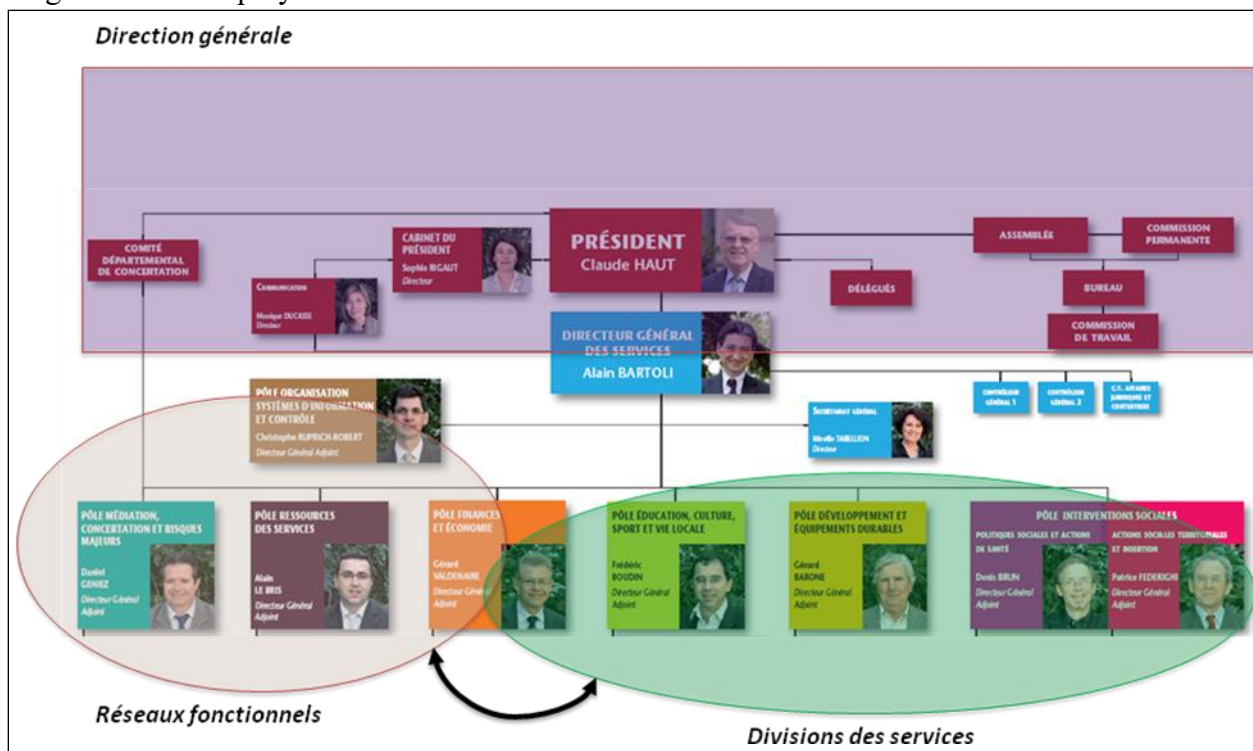 Direction générale
COMITÉ
DÉPARTEMENTAL
DE CONCERTATION
CABINET DU
PRÉSIDENT
Sophie RIGAUT
Directeur
COMMUNICATION
Monique DUCASSE
Directeur
PRÉSIDENT
Claude HAUT
ASSEMBLÉE
COMMISSION
PERMANENTE
DÉLÉGUÉS
BUREAU
COMMISSION
DE TRAVAIL
DIRECTEUR GÉNÉRAL
DES SERVICES
Alain BARTOLI
CONTRÔLEUR
GÉNÉRAL 1
CONTRÔLEUR
GÉNÉRAL 2
AFFAIRES
JURIDIQUES ET
CONTENTIEUX
PÔLE ORGANISATION
SYSTÈMES D'INFORMATION
ET CONTRÔLE
Christophe RUPRICH-ROBERT
Directeur Général Adjoint
SECRÉTARIAT GÉNÉRAL
Mireille TABELLION
Directeur
PÔLE MÉDIATION,
CONCERTATION ET RISQUES
MAJEURS
Daniel
GENIEZ
Directeur Général
Adjoint
PÔLE RESSOURCES
DES SERVICES
Alain
LE BRIS
Directeur Général
Adjoint
PÔLE FINANCES
ET ÉCONOMIE
Gérard
VALDENAIRE
Directeur Général
Adjoint
PÔLE ÉDUCATION, CULTURE,
SPORT ET VIE LOCALE
Frédéric
BOUDIN
Directeur Général
Adjoint
PÔLE DÉVELOPPEMENT ET
ÉQUIPEMENTS DURABLES
Gérard
BARONE
Directeur Général
Adjoint
PÔLE INTERVENTIONS SOCIALES
POLITIQUES SOCIALES ET ACTIONS
DE SANTÉ
Denis BRUN
Directeur Général
Adjoint
ACTIONS SOCIALES TERRITORIALES
ET INSERTION
Patrice FEDERIGHI
Directeur Général
Adjoint
Réseaux fonctionnels
Divisions des services